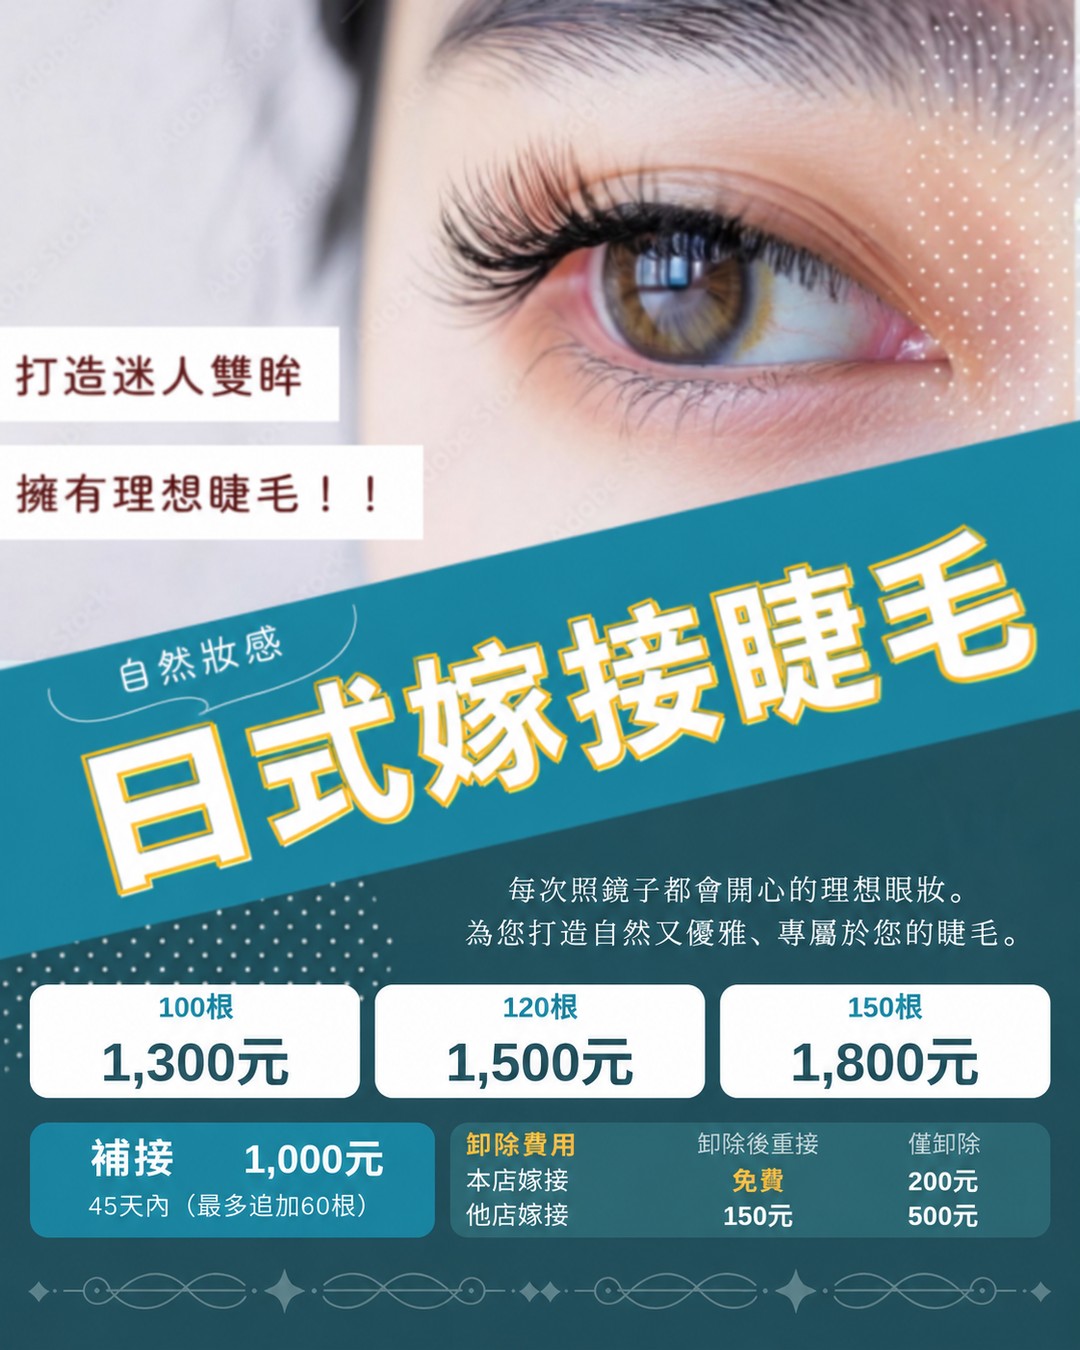 打造迷人雙眸
擁有理想睫毛！！
自然妝感
日式嫁接睫毛
每次照鏡子都會開心的理想眼妝。
為您打造自然又優雅、專屬於您的睫毛。
100根
1,300元
120根
1,500元
150根
1,800元
補接 1,000元
45天內（最多追加60根）
卸除費用 卸除後重接 僅卸除
本店嫁接 免費 200元
他店嫁接 150元 500元